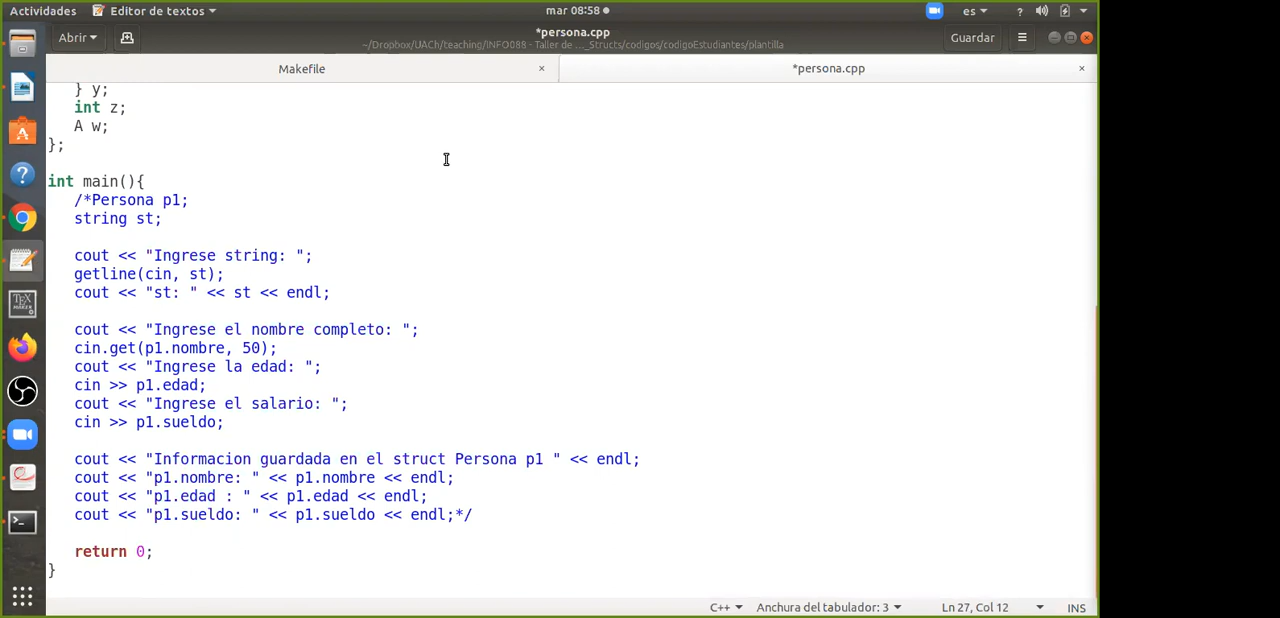 Actividades Editor de textos mar 08:58 es ?
Abrir *persona.cpp Guardar
~/Dropbox/UACh/teaching/INFO088 - Taller de ..._Structs/codigos/codigoEstudiantes/plantilla
Makefile × *persona.cpp ×
} y;
int z;
A w;
};
int main(){
/*Persona p1;
string st;
cout << "Ingrese string: ";
getline(cin, st);
cout << "st: " << st << endl;
cout << "Ingrese el nombre completo: ";
cin.get(p1.nombre, 50);
cout << "Ingrese la edad: ";
cin >> p1.edad;
cout << "Ingrese el salario: ";
cin >> p1.sueldo;
cout << "Informacion guardada en el struct Persona p1 " << endl;
cout << "p1.nombre: " << p1.nombre << endl;
cout << "p1.edad : " << p1.edad << endl;
cout << "p1.sueldo: " << p1.sueldo << endl;*/
return 0;
}
C++ Anchura del tabulador: 3 Ln 27, Col 12 INS